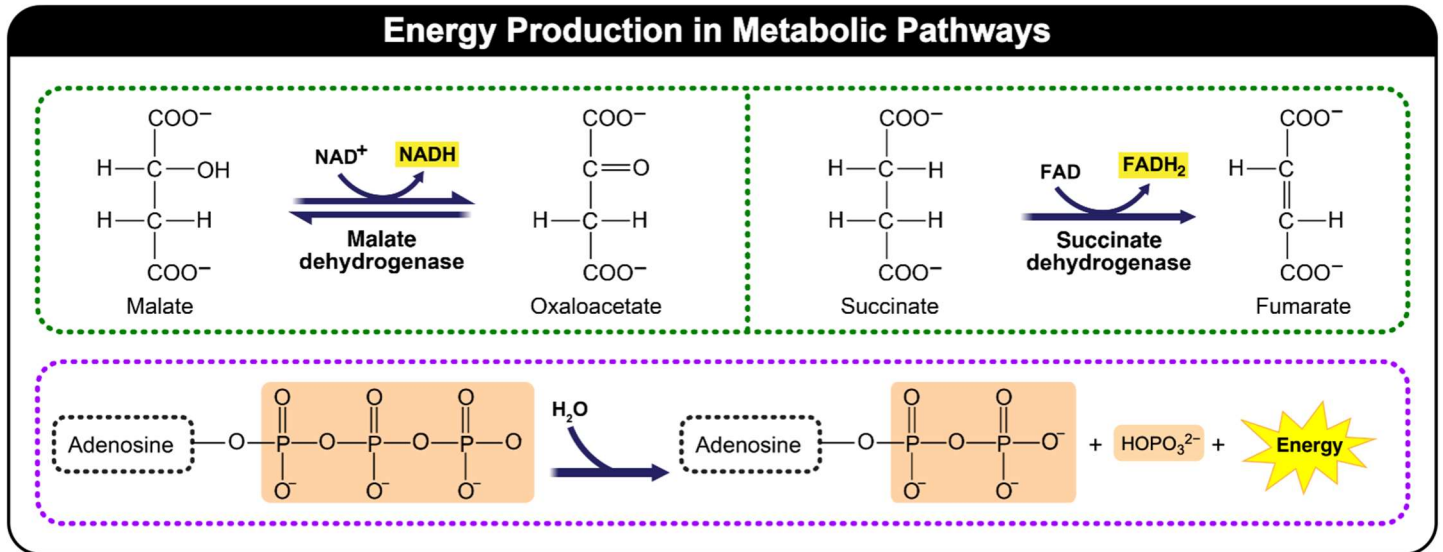 Energy Production in Metabolic Pathways
COO⁻
H—C—OH
H—C—H
COO⁻
Malate
NAD⁺
NADH
Malate
dehydrogenase
COO⁻
C=O
H—C—H
COO⁻
Oxaloacetate
COO⁻
H—C—H
H—C—H
COO⁻
Succinate
FAD
FADH₂
Succinate
dehydrogenase
COO⁻
H—C
C—H
COO⁻
Fumarate
O O O
Adenosine —O—P—O—P—O—P—O
O⁻ O⁻ O⁻
H₂O
O O
Adenosine —O—P—O—P—O⁻ + HOPO₃²⁻ + Energy
O⁻ O⁻